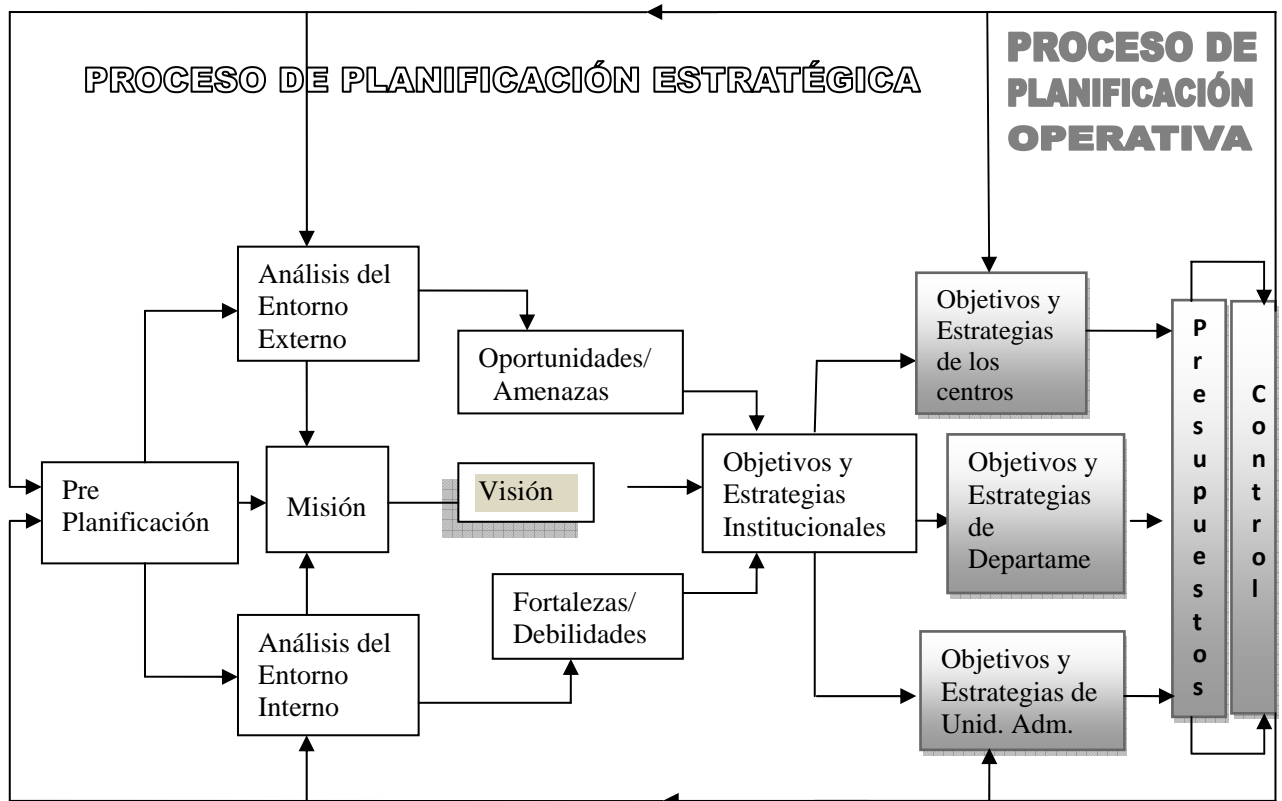 PROCESO DE PLANIFICACIÓN ESTRATÉGICA
PROCESO DE
PLANIFICACIÓN
OPERATIVA
Análisis del
Entorno
Externo
Oportunidades/
Amenazas
Objetivos y
Estrategias
de los
centros
Pre
Planificación
Misión
Visión
Objetivos y
Estrategias
Institucionales
Objetivos y
Estrategias
de
Departame
Fortalezas/
Debilidades
Análisis del
Entorno
Interno
Objetivos y
Estrategias de
Unid. Adm.
Presupuestos
Control